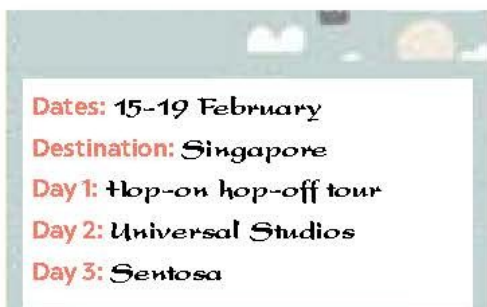 Dates: 15-19 February
Destination: Singapore
Day 1: Hop-on hop-off tour
Day 2: Universal Studios
Day 3: Sentosa